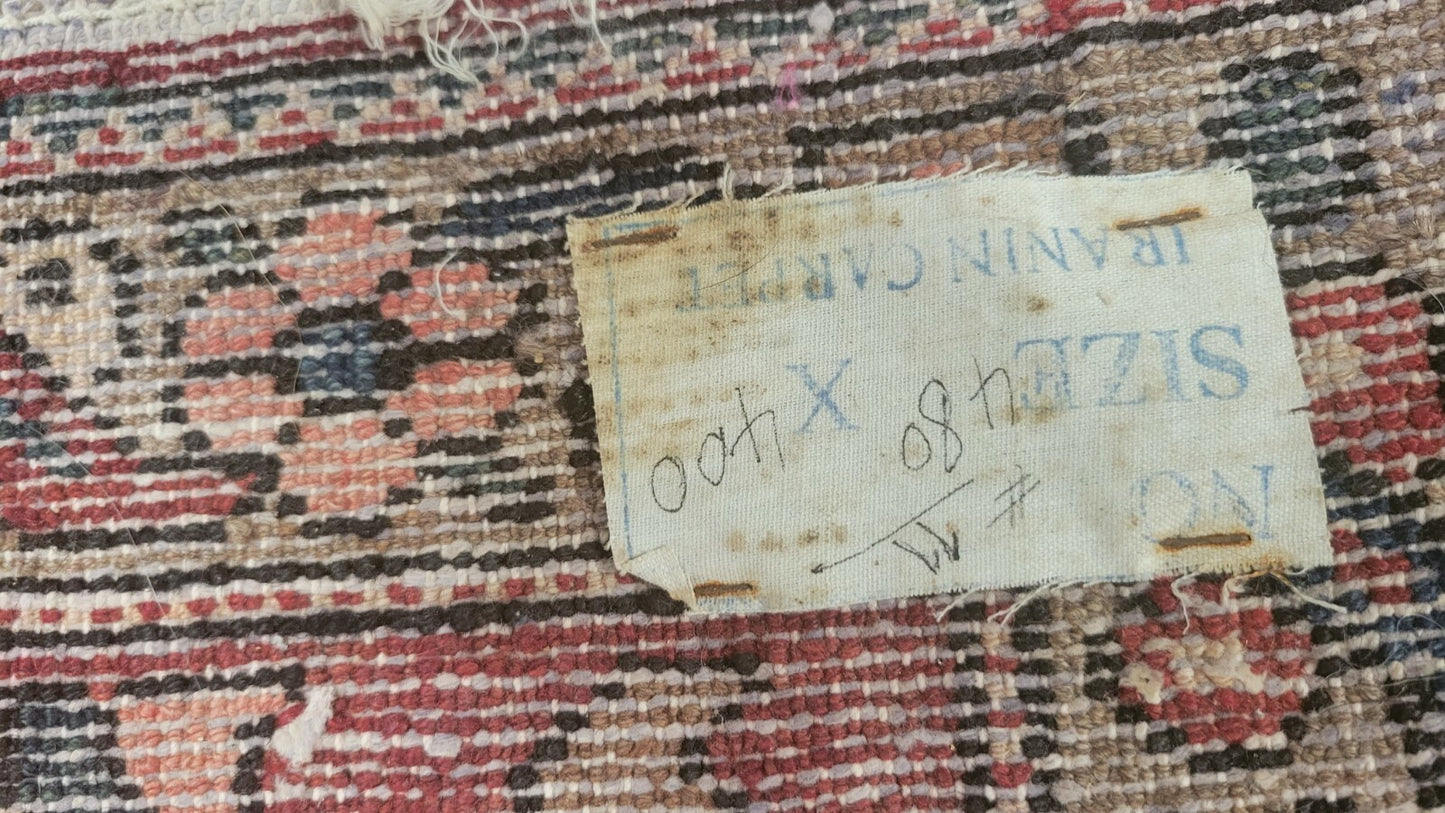 NO #
SIZE 480 X 400
IRANIN CARPET